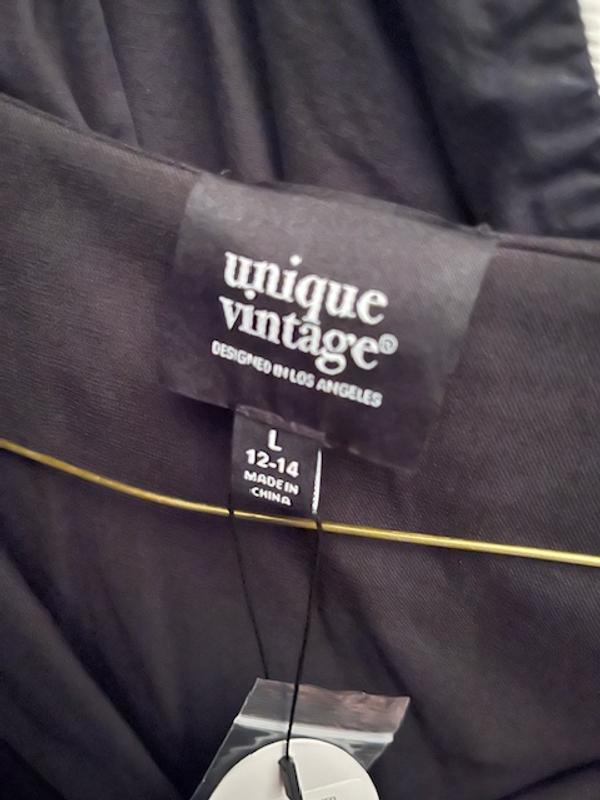 unique
vintage®
DESIGNED IN LOS ANGELES
L
12-14
MADE IN
CHINA